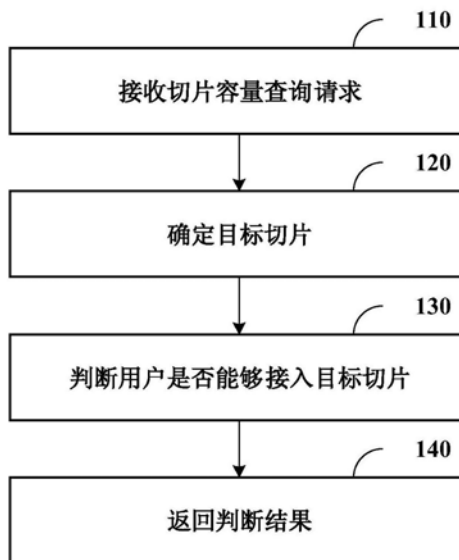 110
接收切片容量查询请求
120
确定目标切片
130
判断用户是否能够接入目标切片
140
返回判断结果